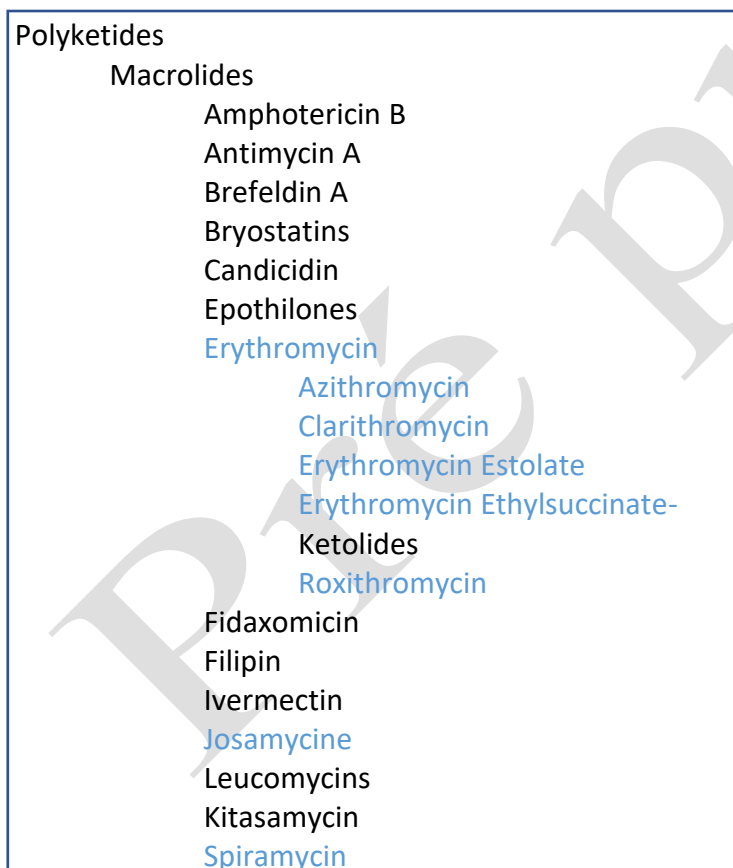 Polyketides
Macrolides
Amphotericin B
Antimycin A
Brefeldin A
Bryostatins
Candicidin
Epothilones
Erythromycin
Azithromycin
Clarithromycin
Erythromycin Estolate
Erythromycin Ethylsuccinate-
Ketolides
Roxithromycin
Fidaxomicin
Filipin
Ivermectin
Josamycine
Leucomycins
Kitasamycin
Spiramycin
Pré p